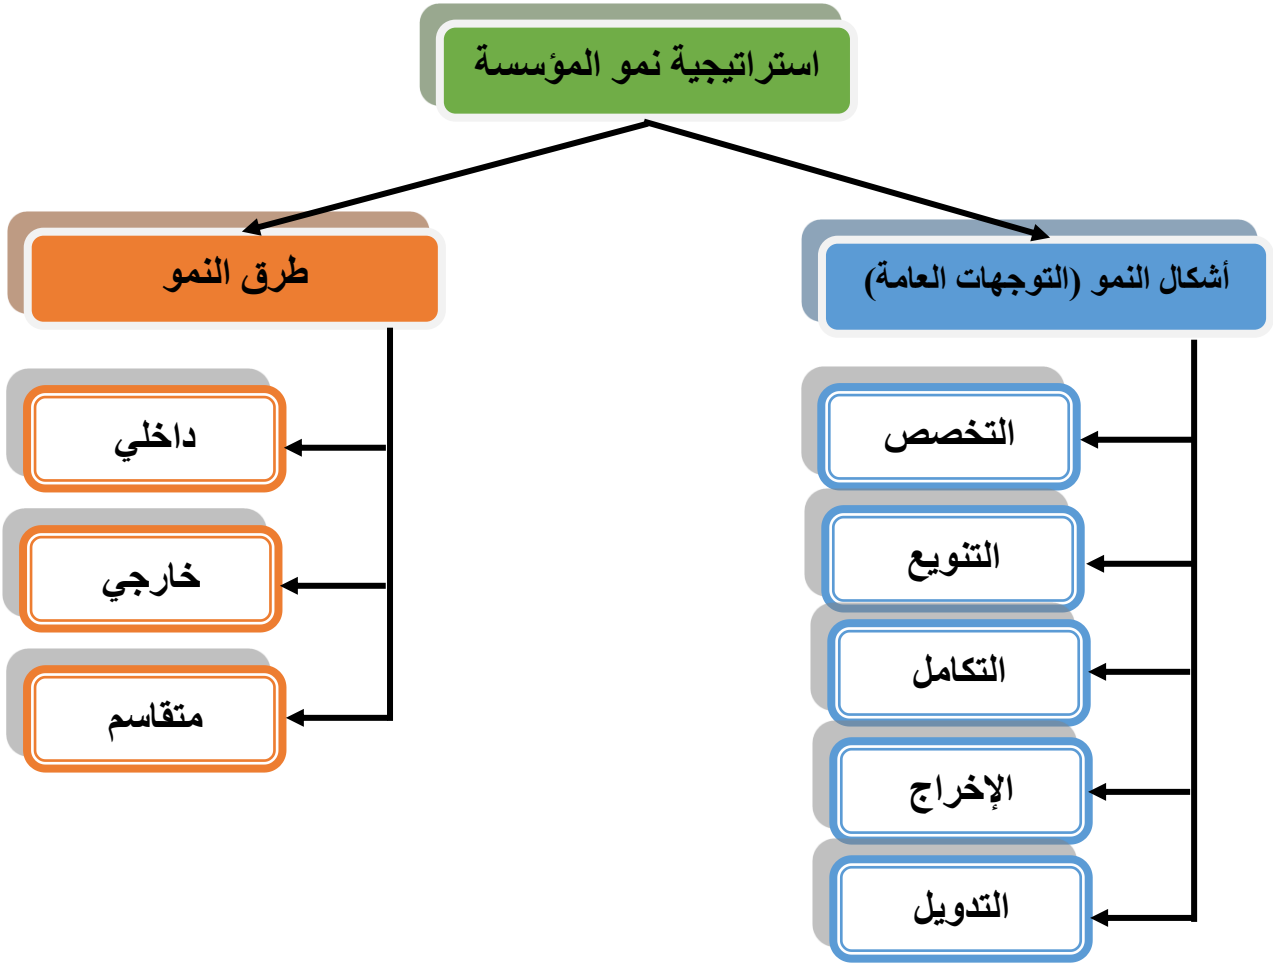 استراتيجية نمو المؤسسة
أشكال النمو (التوجهات العامة)
التخصص
التنويع
التكامل
الإخراج
التدويل
طرق النمو
داخلي
خارجي
متقاسم